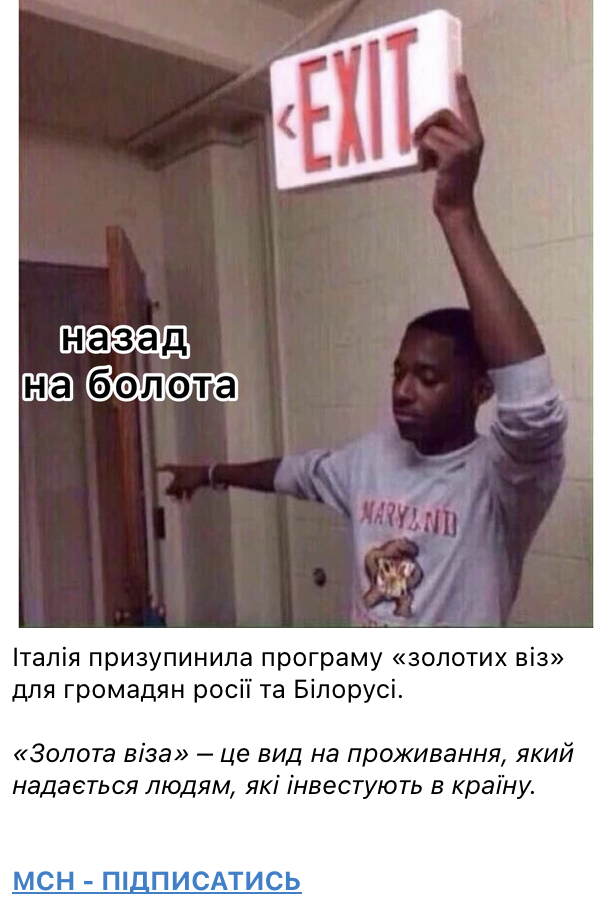 <EXIT
назад
на болота
MARYLAND
Італія призупинила програму «золотих віз»
для громадян росії та Білорусі.
«Золота віза» – це вид на проживання, який
надається людям, які інвестують в країну.
МСН - ПІДПИСАТИСЬ